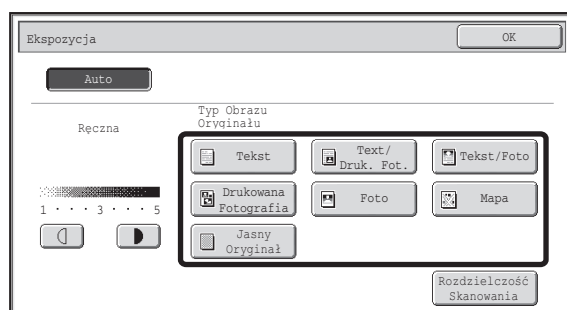 Ekspozycja
OK
Auto
Typ Obrazu
Oryginału
Ręczna
Tekst
Text/
Druk. Fot.
Tekst/Foto
Drukowana
Fotografia
Foto
Mapa
1 · · · 3 · · · 5
Jasny
Oryginał
Rozdzielczość
Skanowania